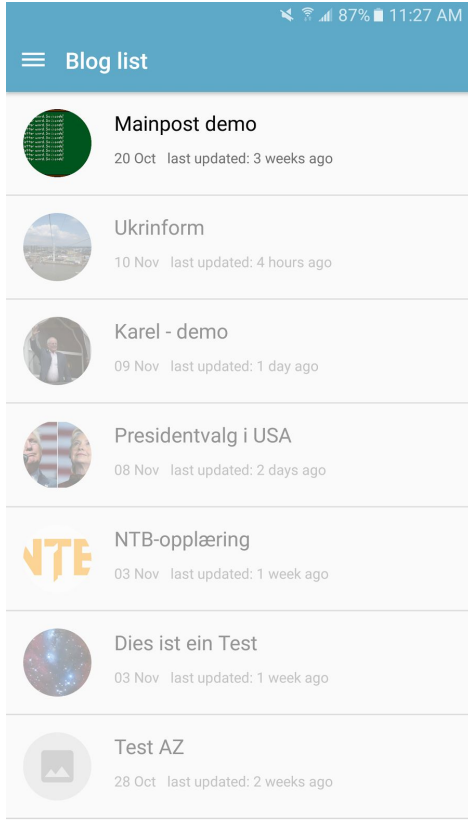 87% 11:27 AM
Blog list
Mainpost demo
20 Oct last updated: 3 weeks ago
Ukrinform
10 Nov last updated: 4 hours ago
Karel - demo
09 Nov last updated: 1 day ago
Presidentvalg i USA
08 Nov last updated: 2 days ago
NTB
NTB-opplæring
03 Nov last updated: 1 week ago
Dies ist ein Test
03 Nov last updated: 1 week ago
Test AZ
28 Oct last updated: 2 weeks ago